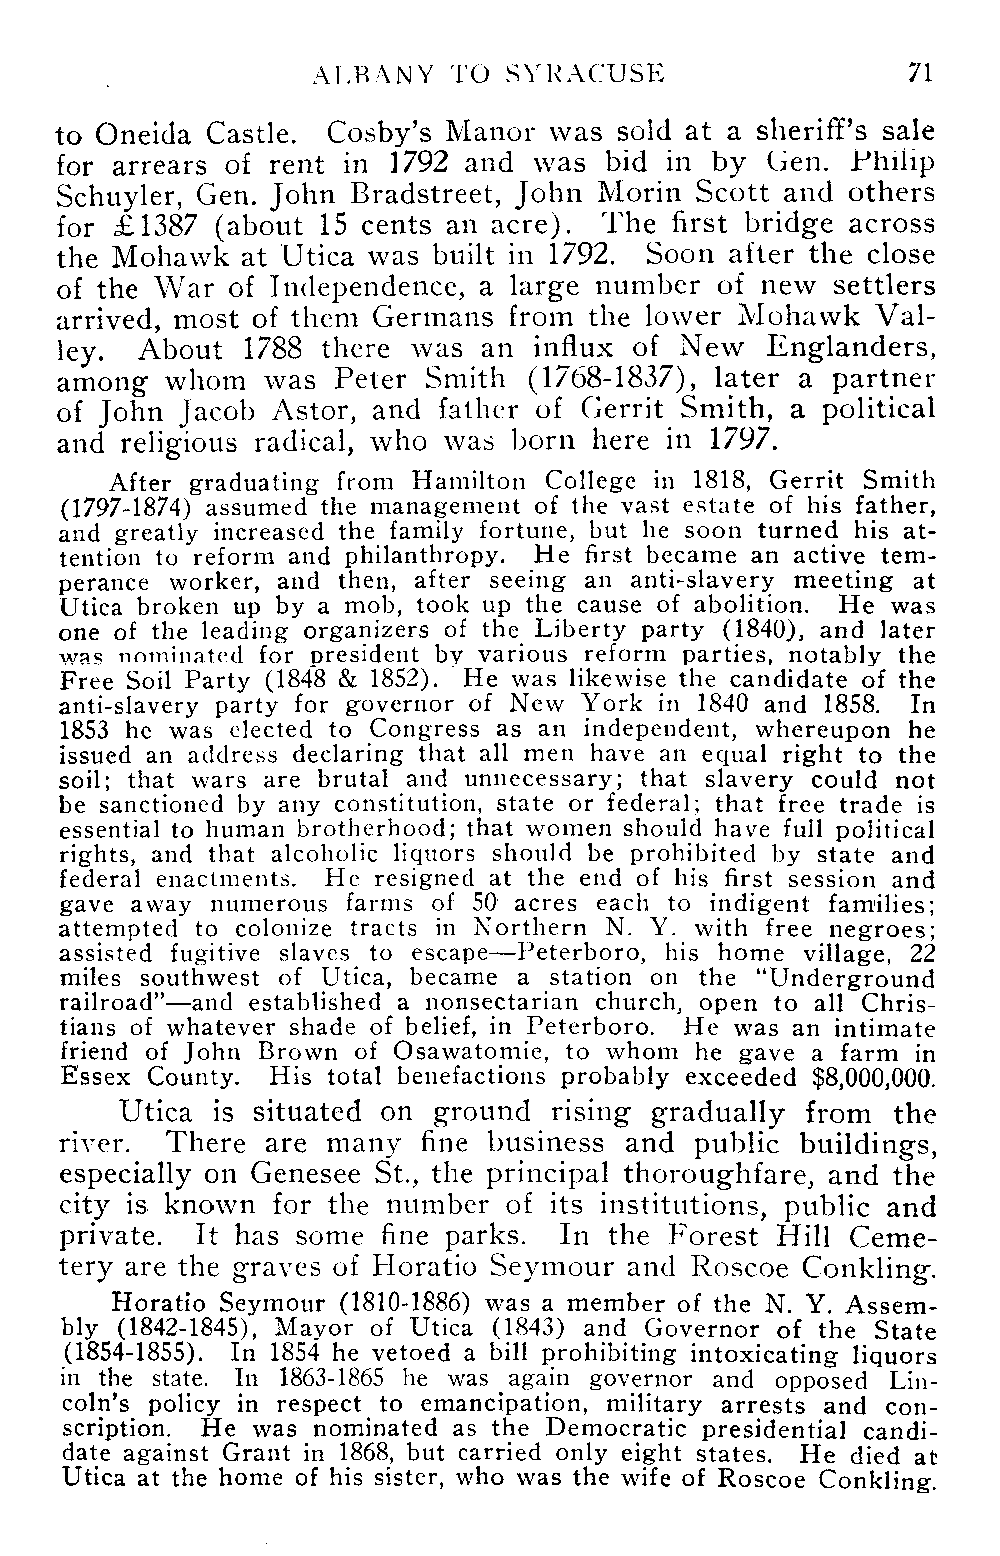 ALBANY TO SYRACUSE 71
to Oneida Castle. Cosby's Manor was sold at a sheriff's sale
for arrears of rent in 1792 and was bid in by Gen. Philip
Schuyler, Gen. John Bradstreet, John Morin Scott and others
for £1387 (about 15 cents an acre). The first bridge across
the Mohawk at Utica was built in 1792. Soon after the close
of the War of Independence, a large number of new settlers
arrived, most of them Germans from the lower Mohawk Val-
ley. About 1788 there was an influx of New Englanders,
among whom was Peter Smith (1768-1837), later a partner
of John Jacob Astor, and father of Gerrit Smith, a political
and religious radical, who was born here in 1797.
After graduating from Hamilton College in 1818, Gerrit Smith
(1797-1874) assumed the management of the vast estate of his father,
and greatly increased the family fortune, but he soon turned his at-
tention to reform and philanthropy. He first became an active tem-
perance worker, and then, after seeing an anti-slavery meeting at
Utica broken up by a mob, took up the cause of abolition. He was
one of the leading organizers of the Liberty party (1840), and later
was nominated for president by various reform parties, notably the
Free Soil Party (1848 & 1852). He was likewise the candidate of the
anti-slavery party for governor of New York in 1840 and 1858. In
1853 he was elected to Congress as an independent, whereupon he
issued an address declaring that all men have an equal right to the
soil; that wars are brutal and unnecessary; that slavery could not
be sanctioned by any constitution, state or federal; that free trade is
essential to human brotherhood; that women should have full political
rights, and that alcoholic liquors should be prohibited by state and
federal enactments. He resigned at the end of his first session and
gave away numerous farms of 50 acres each to indigent families;
attempted to colonize tracts in Northern N. Y. with free negroes;
assisted fugitive slaves to escape—Peterboro, his home village, 22
miles southwest of Utica, became a station on the "Underground
railroad"—and established a nonsectarian church, open to all Chris-
tians of whatever shade of belief, in Peterboro. He was an intimate
friend of John Brown of Osawatomie, to whom he gave a farm in
Essex County. His total benefactions probably exceeded $8,000,000.
Utica is situated on ground rising gradually from the
river. There are many fine business and public buildings,
especially on Genesee St., the principal thoroughfare, and the
city is known for the number of its institutions, public and
private. It has some fine parks. In the Forest Hill Ceme-
tery are the graves of Horatio Seymour and Roscoe Conkling.
Horatio Seymour (1810-1886) was a member of the N. Y. Assem-
bly (1842-1845), Mayor of Utica (1843) and Governor of the State
(1854-1855). In 1854 he vetoed a bill prohibiting intoxicating liquors
in the state. In 1863-1865 he was again governor and opposed Lin-
coln's policy in respect to emancipation, military arrests and con-
scription. He was nominated as the Democratic presidential candi-
date against Grant in 1868, but carried only eight states. He died at
Utica at the home of his sister, who was the wife of Roscoe Conkling.